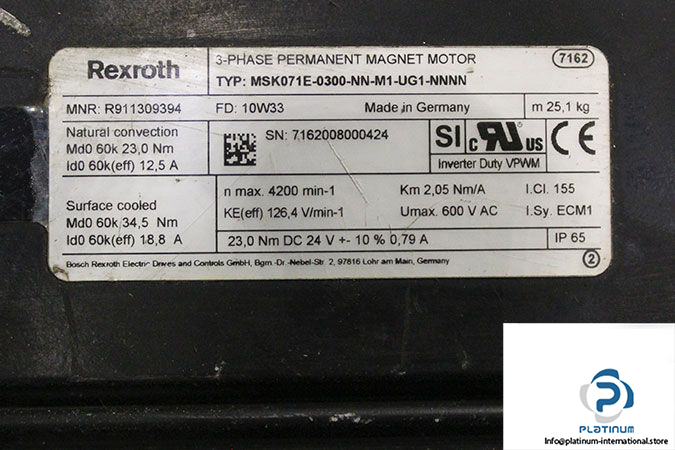 Rexroth
3-PHASE PERMANENT MAGNET MOTOR
7162
TYP: MSK071E-0300-NN-M1-UG1-NNNN
MNR: R911309394
FD: 10W33
Made in Germany
m 25,1 kg
Natural convection
Md0 60k 23,0 Nm
Id0 60k(eff) 12,5 A
SN: 7162008000424
SI
c RU US
Inverter Duty VPWM
CE
Surface cooled
Md0 60k 34,5 Nm
Id0 60k(eff) 18,8 A
n max. 4200 min-1
Km 2,05 Nm/A
I.Cl. 155
KE(eff) 126,4 V/min-1
Umax. 600 V AC
I.Sy. ECM1
23,0 Nm DC 24 V +- 10 % 0,79 A
IP 65
Bosch Rexroth Electric Drives and Controls GmbH, Bgm.-Dr.-Nebel-Str. 2, 97816 Lohr am Main, Germany
2
PLATINUM
Info@platinum-international.store